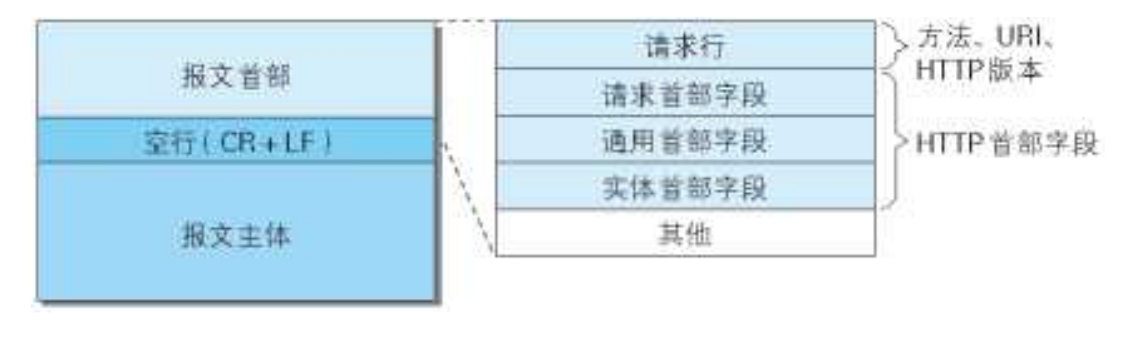 报文首部
空行(CR+LF)
报文主体
请求行
请求首部字段
通用首部字段
实体首部字段
其他
方法、URI、
HTTP版本
HTTP首部字段